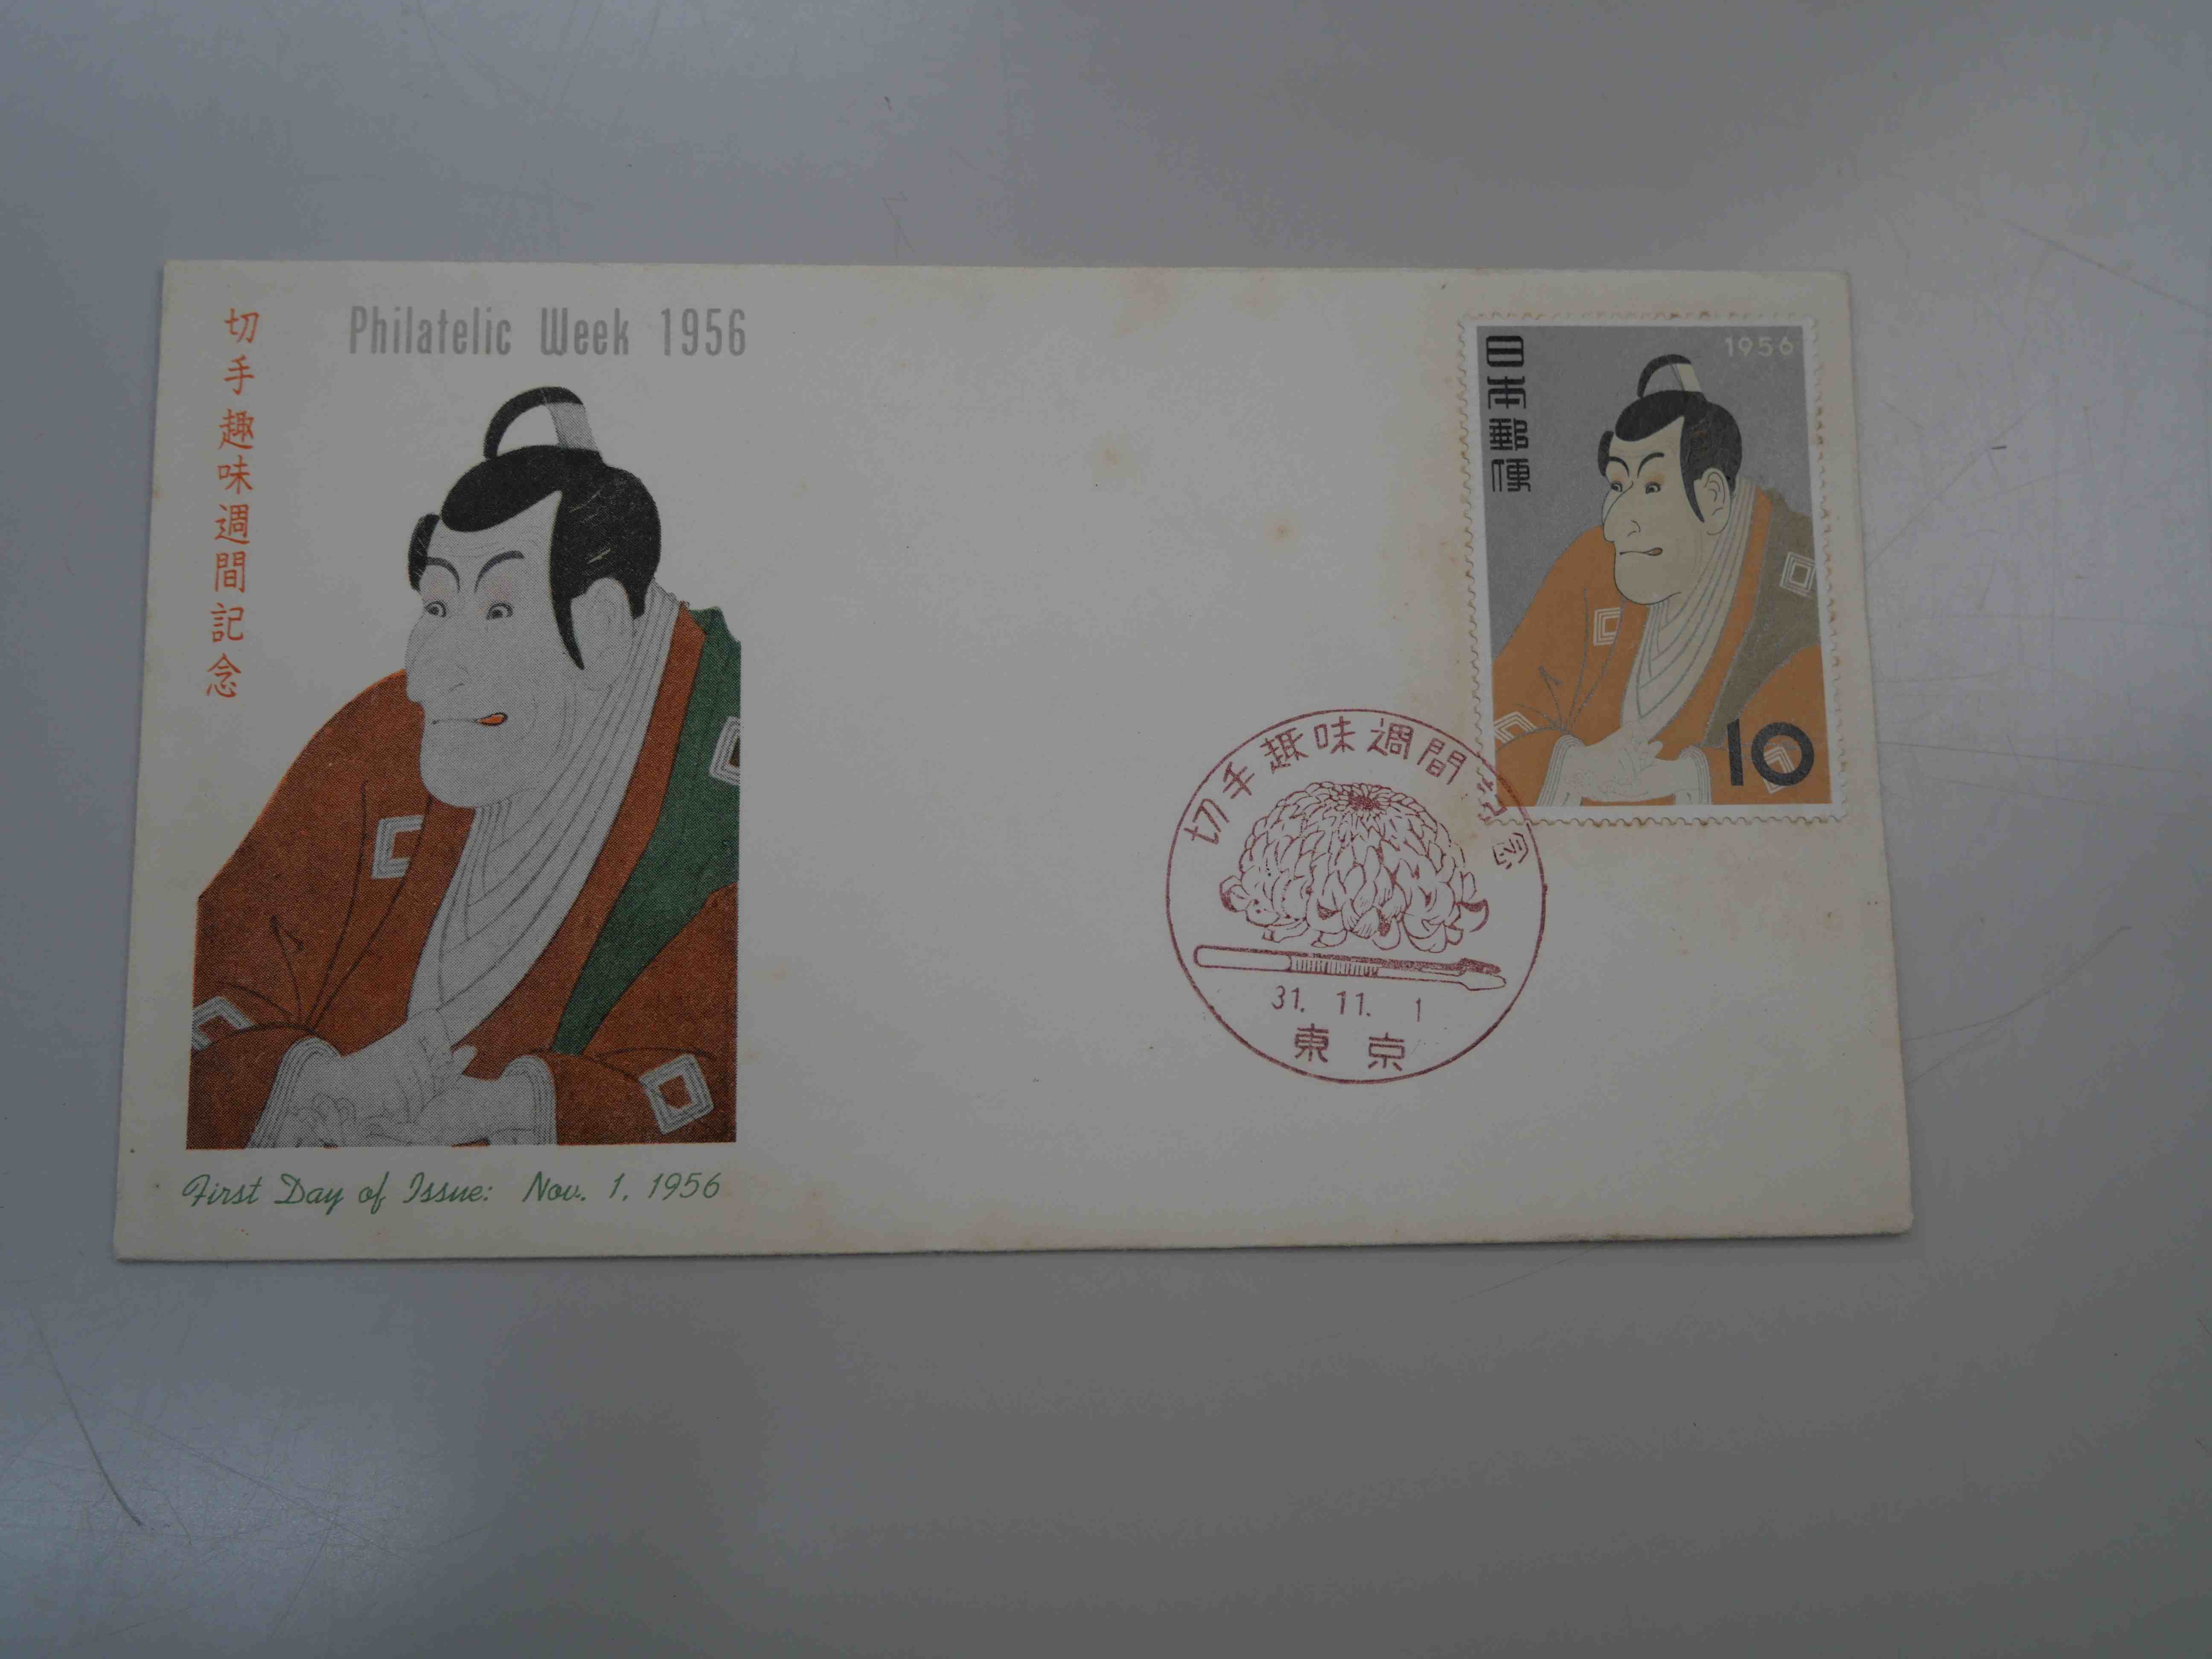 切手趣味週間記念
Philatelic Week 1956
First Day of Issue: Nov. 1, 1956
日本郵便
1956
10
切手趣味週間記念
31. 11. 1
東京